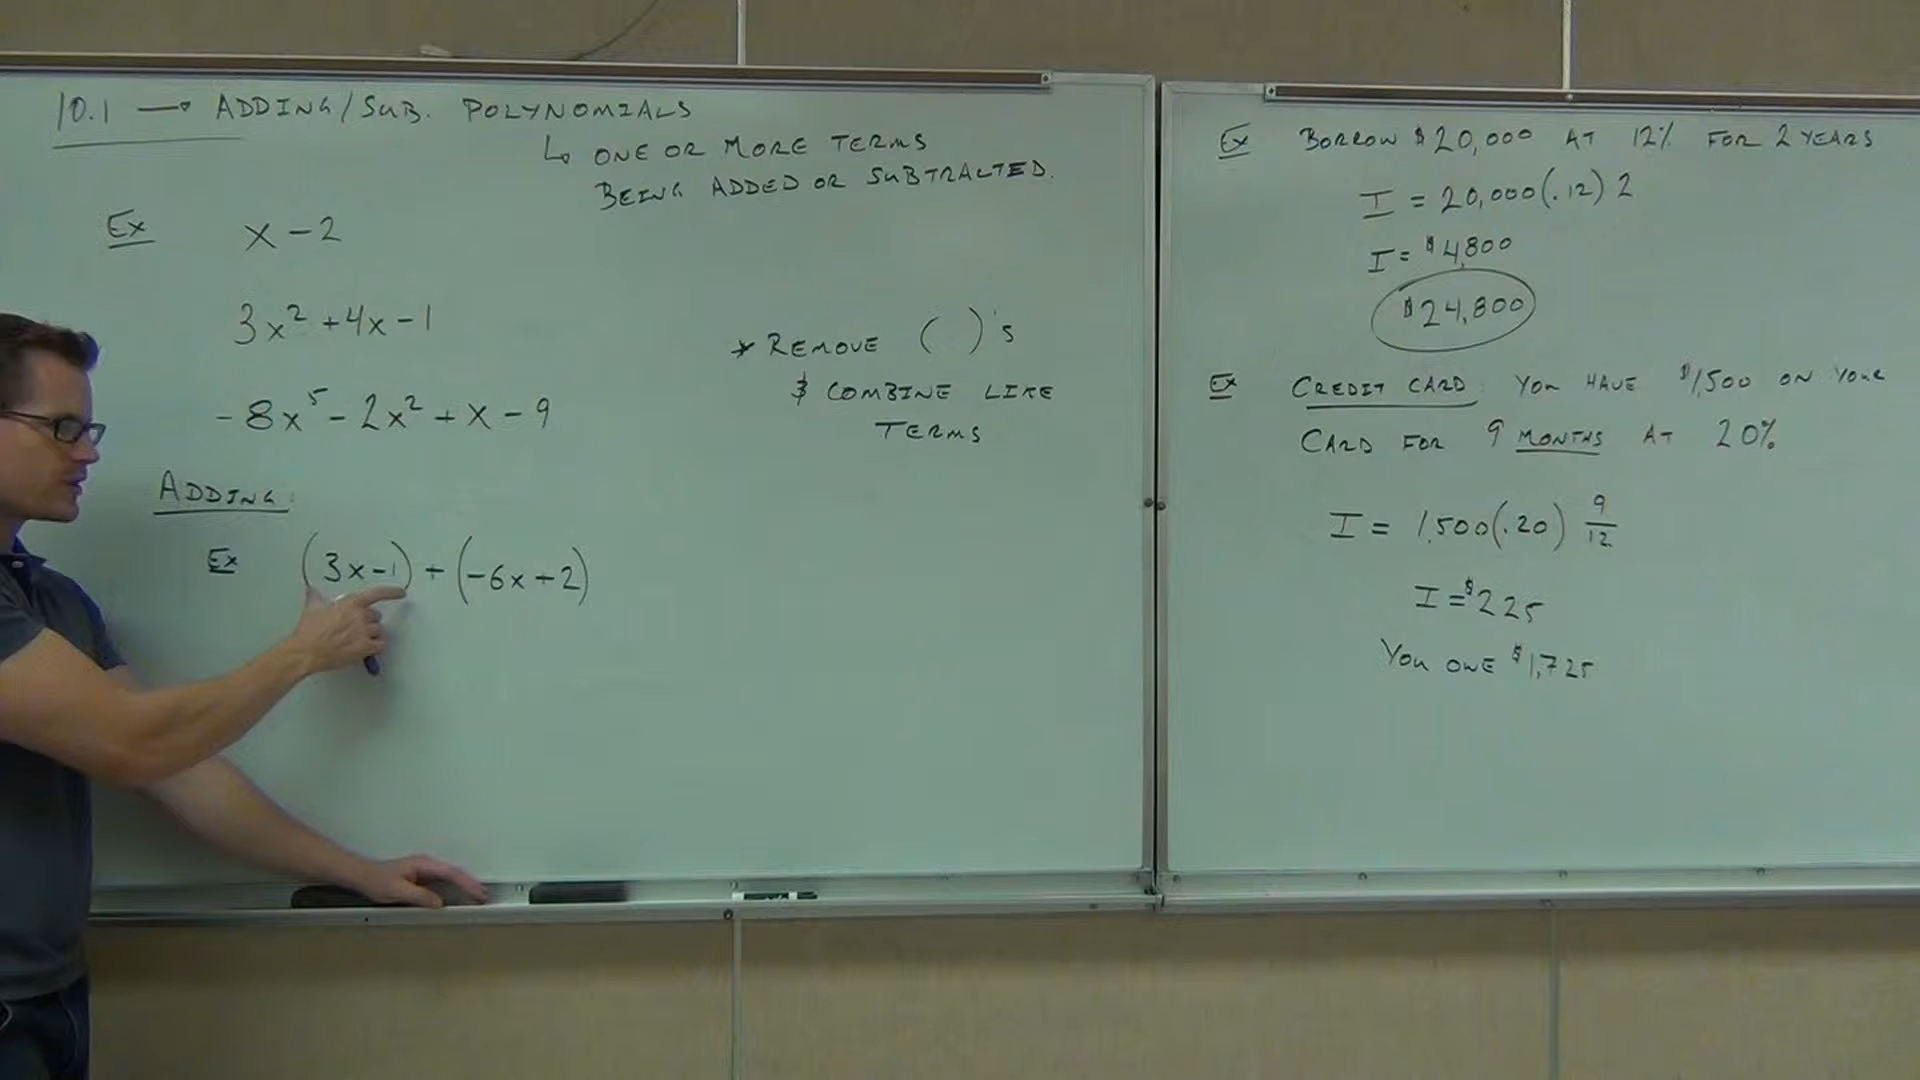 10.1 → ADDING/SUB. POLYNOMIALS
↳ ONE OR MORE TERMS
BEING ADDED OR SUBTRACTED.
Ex x - 2
3x² + 4x - 1
-8x⁵ - 2x² + x - 9
* REMOVE ( )'s
& COMBINE LIKE
TERMS
ADDING:
Ex (3x - 1) + (-6x + 2)
Ex BORROW $20,000 AT 12% FOR 2 YEARS
I = 20,000(.12) 2
I = $4,800
$24,800
Ex CREDIT CARD: YOU HAVE $1,500 ON YOUR
CARD FOR 9 MONTHS AT 20%
I = 1,500(.20) 9/12
I = $225
YOU OWE $1,725